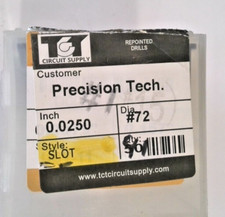 TCT
CIRCUIT SUPPLY
REPOINTED
DRILLS
Customer
Precision Tech.
Inch
0.0250
Dia
#72
Style:
SLOT
www.tctcircuitsupply.com